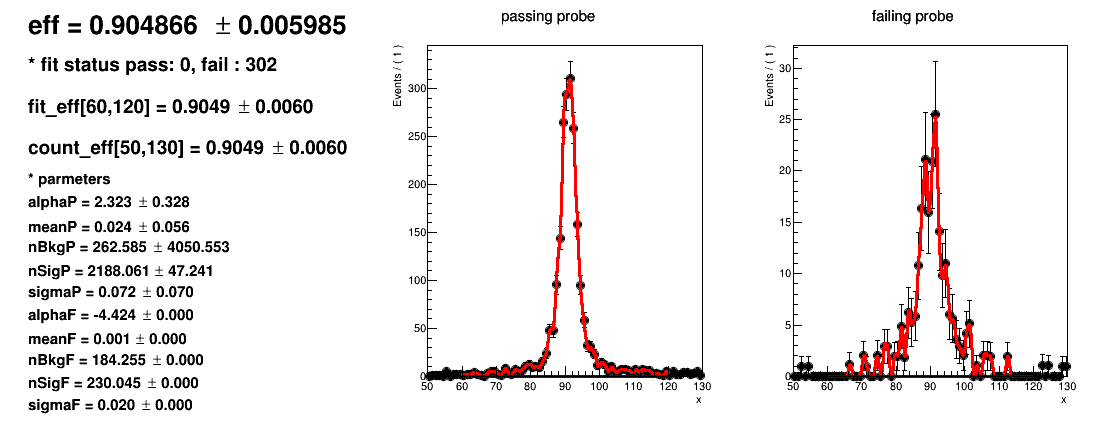 eff = 0.904866 ± 0.005985
* fit status pass: 0, fail : 302
fit_eff[60,120] = 0.9049 ± 0.0060
count_eff[50,130] = 0.9049 ± 0.0060
* parmeters
alphaP = 2.323 ± 0.328
meanP = 0.024 ± 0.056
nBkgP = 262.585 ± 4050.553
nSigP = 2188.061 ± 47.241
sigmaP = 0.072 ± 0.070
alphaF = -4.424 ± 0.000
meanF = 0.001 ± 0.000
nBkgF = 184.255 ± 0.000
nSigF = 230.045 ± 0.000
sigmaF = 0.020 ± 0.000
passing probe
Events / ( 1 )
300
250
200
150
100
50
0
50 60 70 80 90 100 110 120 130
x
failing probe
Events / ( 1 )
30
25
20
15
10
5
0
50 60 70 80 90 100 110 120 130
x